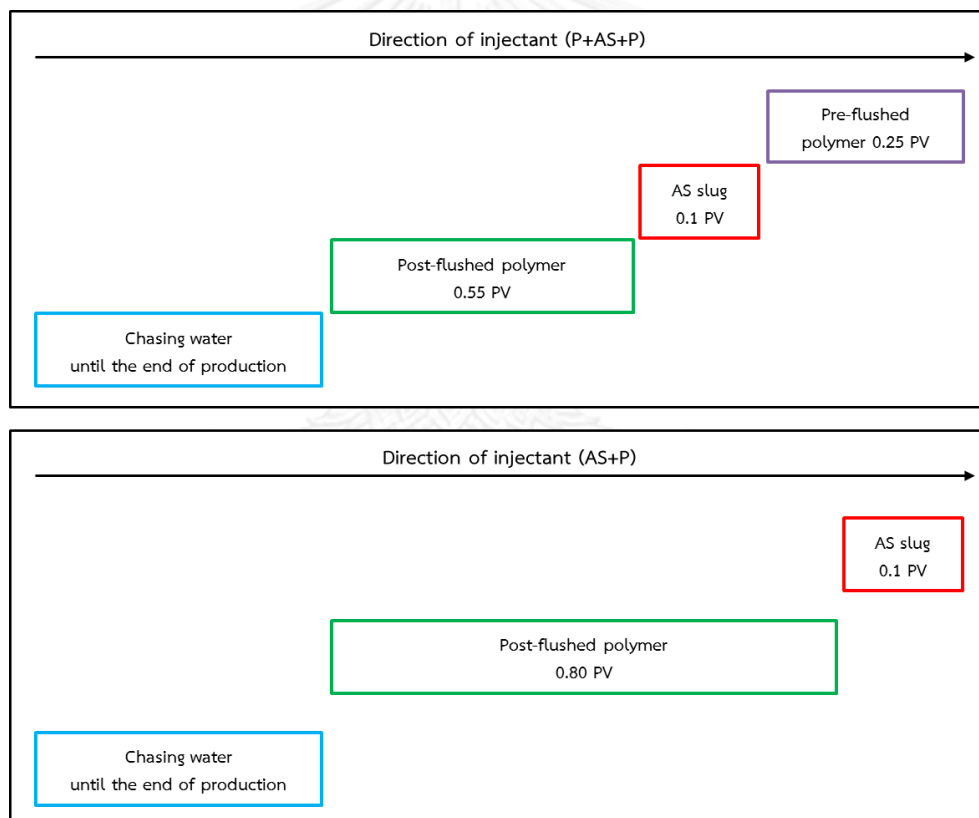 Direction of injectant (P+AS+P)
Pre-flushed
polymer 0.25 PV
AS slug
0.1 PV
Post-flushed polymer
0.55 PV
Chasing water
until the end of production
Direction of injectant (AS+P)
AS slug
0.1 PV
Post-flushed polymer
0.80 PV
Chasing water
until the end of production